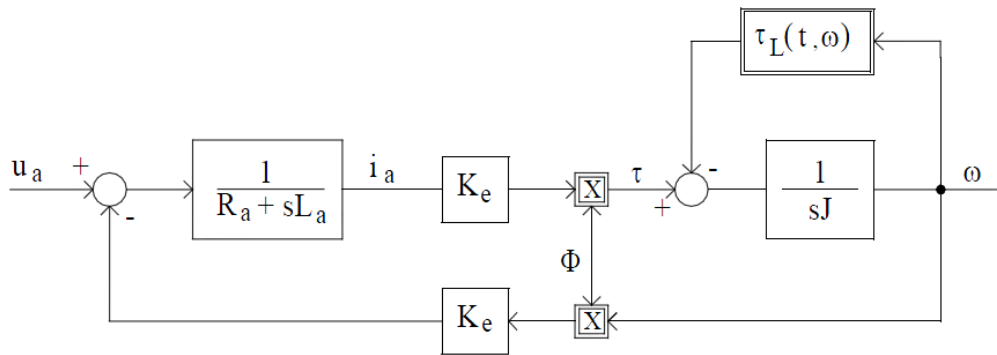 τL(t,ω)
ua
+
-
1
Ra + sLa
ia
Ke
X
τ
+
-
1
sJ
ω
Φ
Ke
X